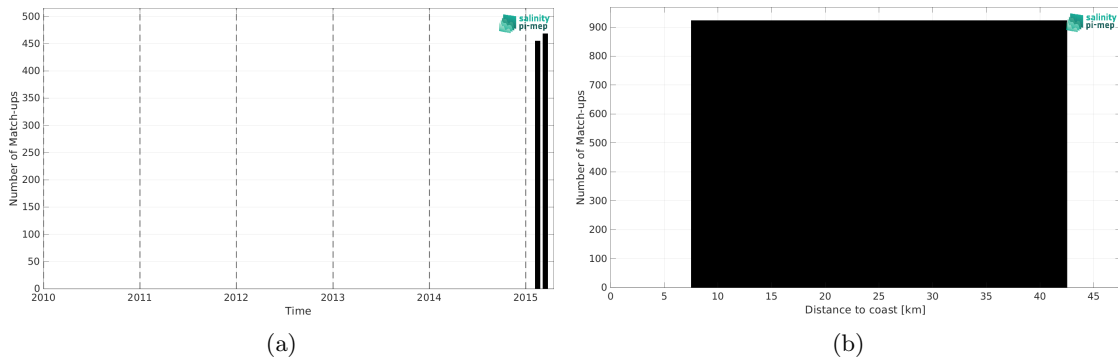 500
450
400
350
300
250
200
150
100
50
0
Number of Match-ups
2010 2011 2012 2013 2014 2015
Time
salinity
pi-mep
(a)
900
800
700
600
500
400
300
200
100
0
Number of Match-ups
0 5 10 15 20 25 30 35 40 45
Distance to coast [km]
salinity
pi-mep
(b)